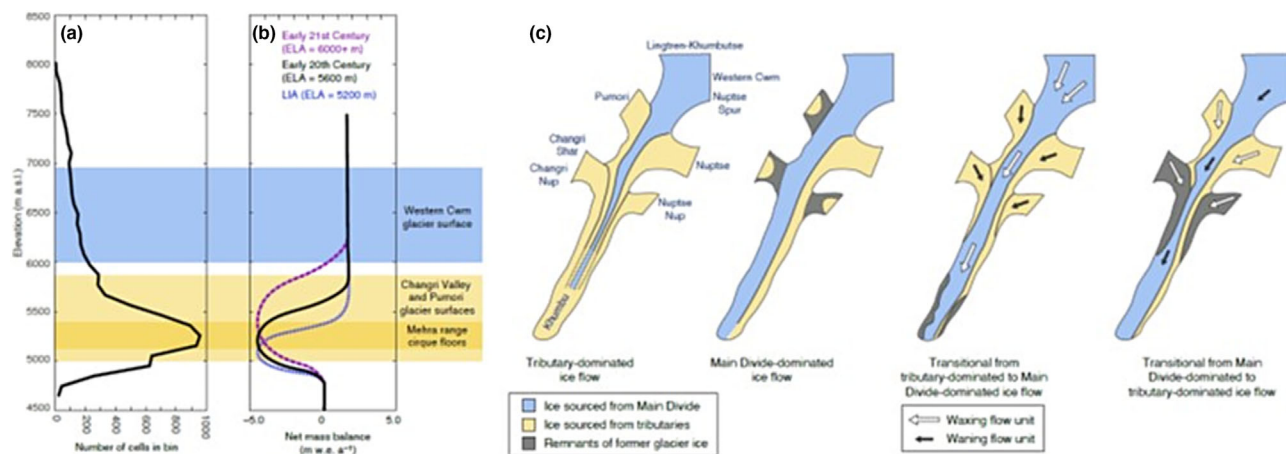 (a)
8500
8000
7500
7000
6500
6000
5500
5000
4500
Elevation (m a.s.l.)
0
200
400
600
800
1000
Number of cells in bin
(b)
Early 21st Century
(ELA = 6000+ m)
Early 20th Century
(ELA = 5600 m)
LIA (ELA = 5200 m)
Western Cwm
glacier surface
Changri Valley
and Pumori
glacier surfaces
Mehra range
cirque floors
−5.0
0
5.0
Net mass balance
(m w.e. a⁻¹)
(c)
Lingtren-Khumbutse
Western Cwm
Pumori
Nuptse
Spur
Changri
Shar
Changri
Nup
Nuptse
Nuptse
Nup
Khumbu
Tributary-dominated
ice flow
Main Divide-dominated
ice flow
Transitional from
tributary-dominated to Main
Divide-dominated ice flow
Transitional from Main
Divide-dominated to
tributary-dominated ice flow
Ice sourced from Main Divide
Ice sourced from tributaries
Remnants of former glacier ice
Waxing flow unit
Waning flow unit